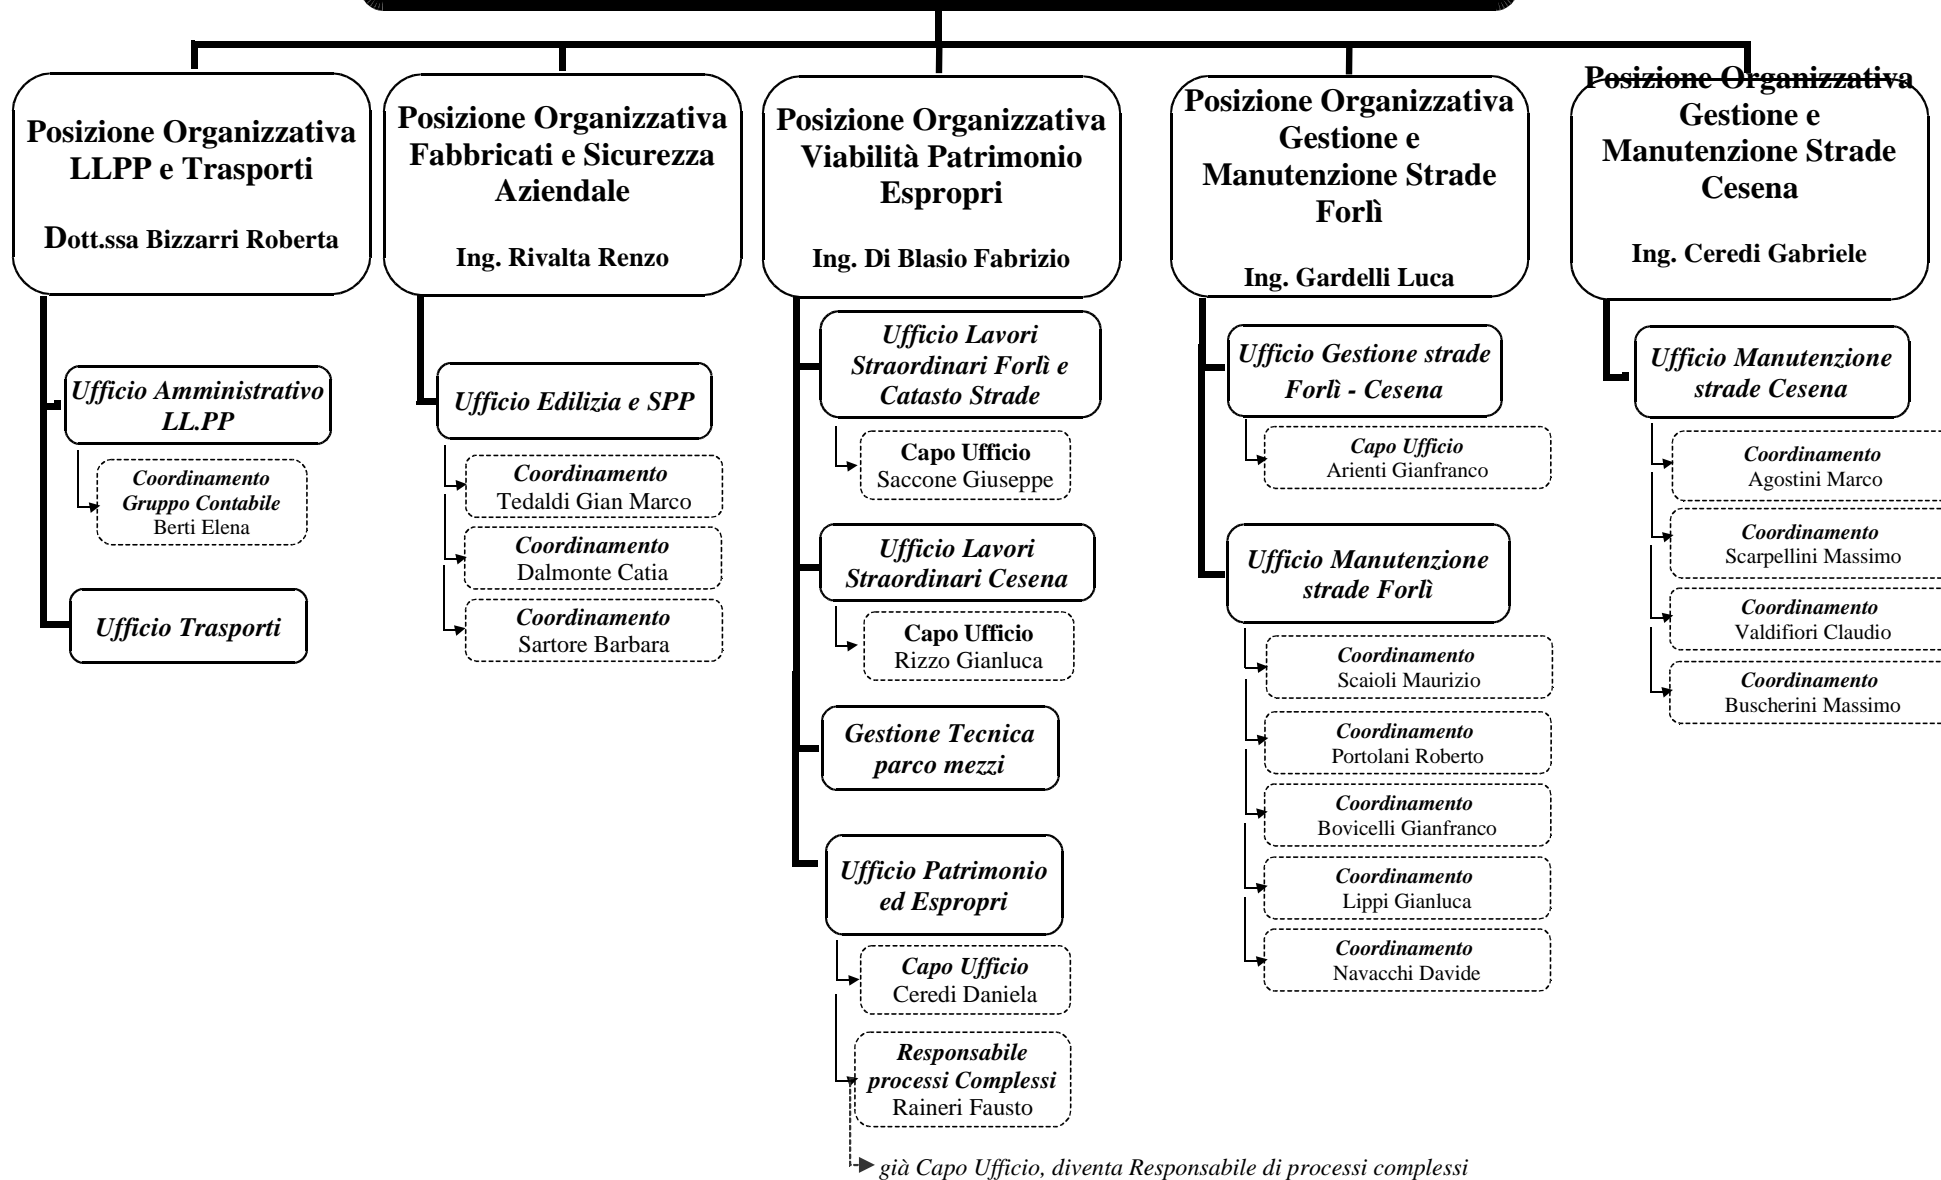 Posizione Organizzativa
LLPP e Trasporti
Dott.ssa Bizzarri Roberta
Ufficio Amministrativo
LL.PP
Coordinamento
Gruppo Contabile
Berti Elena
Ufficio Trasporti
Posizione Organizzativa
Fabbricati e Sicurezza
Aziendale
Ing. Rivalta Renzo
Ufficio Edilizia e SPP
Coordinamento
Tedaldi Gian Marco
Coordinamento
Dalmonte Catia
Coordinamento
Sartore Barbara
Posizione Organizzativa
Viabilità Patrimonio
Espropri
Ing. Di Blasio Fabrizio
Ufficio Lavori
Straordinari Forlì e
Catasto Strade
Capo Ufficio
Saccone Giuseppe
Ufficio Lavori
Straordinari Cesena
Capo Ufficio
Rizzo Gianluca
Gestione Tecnica
parco mezzi
Ufficio Patrimonio
ed Espropri
Capo Ufficio
Ceredi Daniela
Responsabile
processi Complessi
Raineri Fausto
già Capo Ufficio, diventa Responsabile di processi complessi
Posizione Organizzativa
Gestione e
Manutenzione Strade
Forlì
Ing. Gardelli Luca
Ufficio Gestione strade
Forlì - Cesena
Capo Ufficio
Arienti Gianfranco
Ufficio Manutenzione
strade Forlì
Coordinamento
Scaioli Maurizio
Coordinamento
Portolani Roberto
Coordinamento
Bovicelli Gianfranco
Coordinamento
Lippi Gianluca
Coordinamento
Navacchi Davide
Posizione Organizzativa
Gestione e
Manutenzione Strade
Cesena
Ing. Ceredi Gabriele
Ufficio Manutenzione
strade Cesena
Coordinamento
Agostini Marco
Coordinamento
Scarpellini Massimo
Coordinamento
Valdifiori Claudio
Coordinamento
Buscherini Massimo